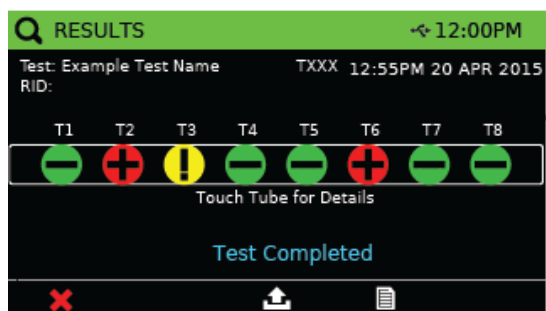 RESULTS 12:00PM
Test: Example Test Name TXXX 12:55PM 20 APR 2015
RID:
T1 T2 T3 T4 T5 T6 T7 T8
Touch Tube for Details
Test Completed